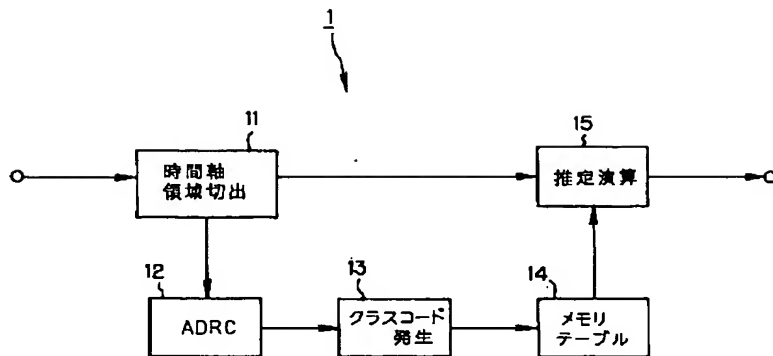 1
11
時間軸
領域切出
15
推定演算
12
ADRC
13
クラスコード
発生
14
メモリ
テーブル